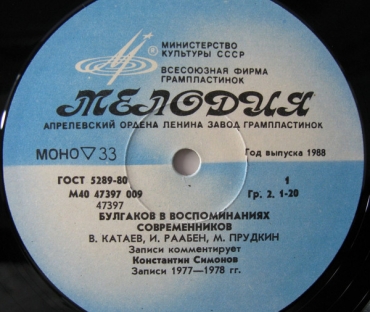 ® МИНИСТЕРСТВО
КУЛЬТУРЫ СССР
ВСЕСОЮЗНАЯ ФИРМА
ГРАМПЛАСТИНОК
МЕЛОДИЯ
АПРЕЛЕВСКИЙ ОРДЕНА ЛЕНИНА ЗАВОД ГРАМПЛАСТИНОК
МОНО ▽ 33
Год выпуска 1988
ГОСТ 5289-80
М40 47397 009
47397
1
Гр. 2. 1-20
БУЛГАКОВ В ВОСПОМИНАНИЯХ
СОВРЕМЕННИКОВ
В. КАТАЕВ, И. РААБЕН, М. ПРУДКИН
Записи комментирует
Константин Симонов
Записи 1977—1978 гг.